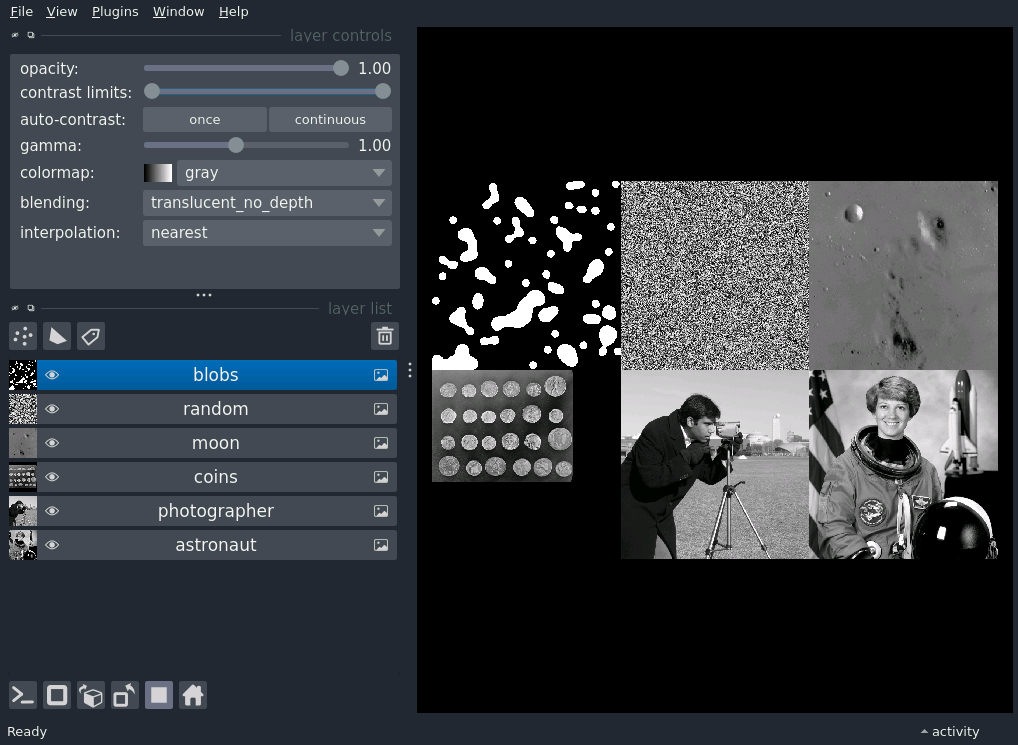 File View Plugins Window Help
layer controls
opacity: 1.00
contrast limits:
auto-contrast: once continuous
gamma: 1.00
colormap: gray
blending: translucent_no_depth
interpolation: nearest
layer list
blobs
random
moon
coins
photographer
astronaut
Ready
activity